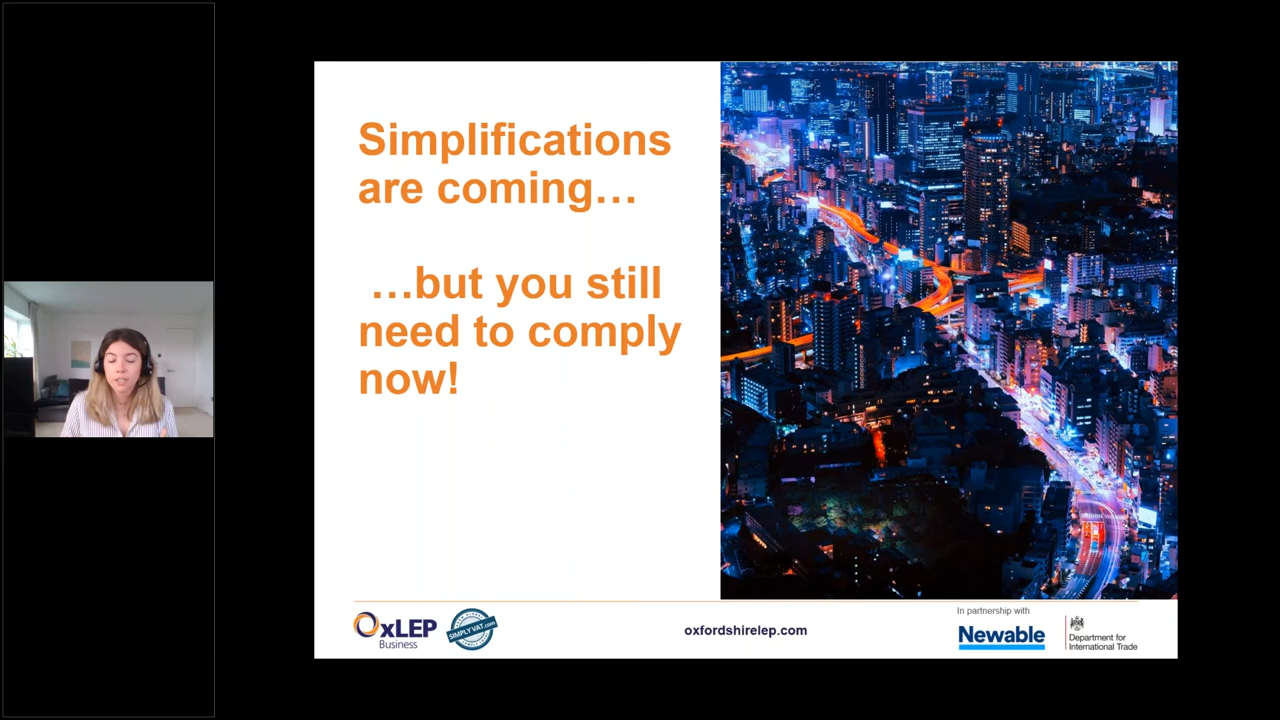 Simplifications
are coming…
…but you still
need to comply
now!
OxLEP
Business
SIMPLY VAT.com
oxfordshirelep.com
In partnership with
Newable
Department for
International Trade